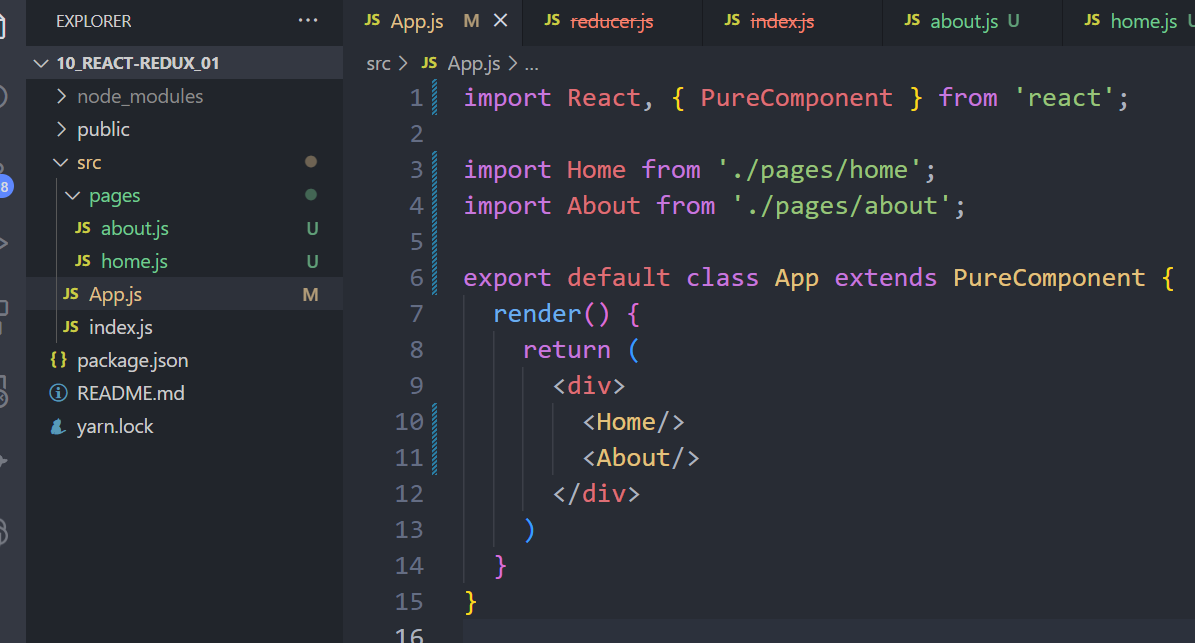 EXPLORER
10_REACT-REDUX_01
node_modules
public
src
pages
JS about.js U
JS home.js U
JS App.js M
JS index.js
{} package.json
README.md
yarn.lock
8
JS App.js M
JS reducer.js
JS index.js
JS about.js U
JS home.js U
src > JS App.js > ...
1 import React, { PureComponent } from 'react';
2
3 import Home from './pages/home';
4 import About from './pages/about';
5
6 export default class App extends PureComponent {
7 render() {
8 return (
9 <div>
10 <Home/>
11 <About/>
12 </div>
13 )
14 }
15 }
16